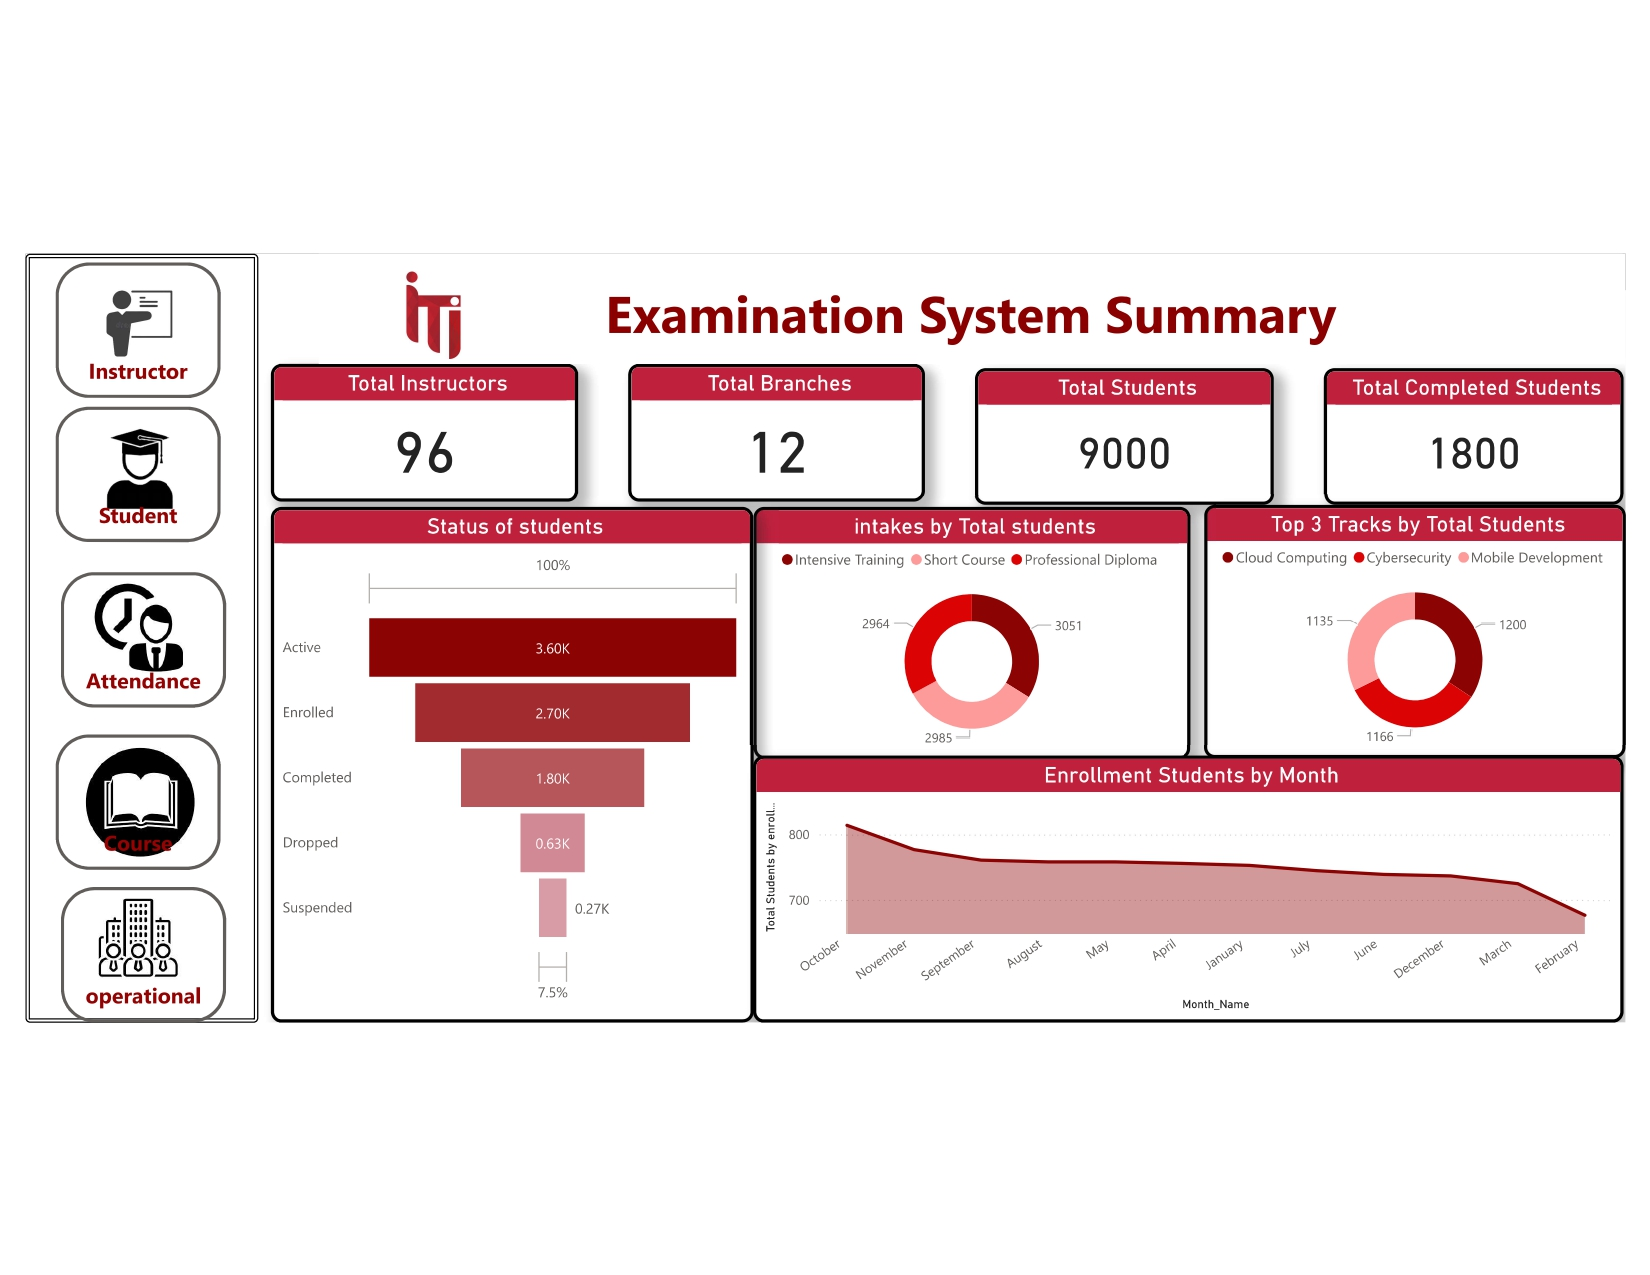 Instructor
Student
Attendance
Course
operational
iTi
Examination System Summary
Total Instructors
96
Total Branches
12
Total Students
9000
Total Completed Students
1800
Status of students
100%
Active 3.60K
Enrolled 2.70K
Completed 1.80K
Dropped 0.63K
Suspended 0.27K
7.5%
intakes by Total students
Intensive Training Short Course Professional Diploma
2964 3051
2985
Top 3 Tracks by Total Students
Cloud Computing Cybersecurity Mobile Development
1135 1200
1166
Enrollment Students by Month
Total Students by enroll...
800
700
October November September August May April January July June December March February
Month_Name